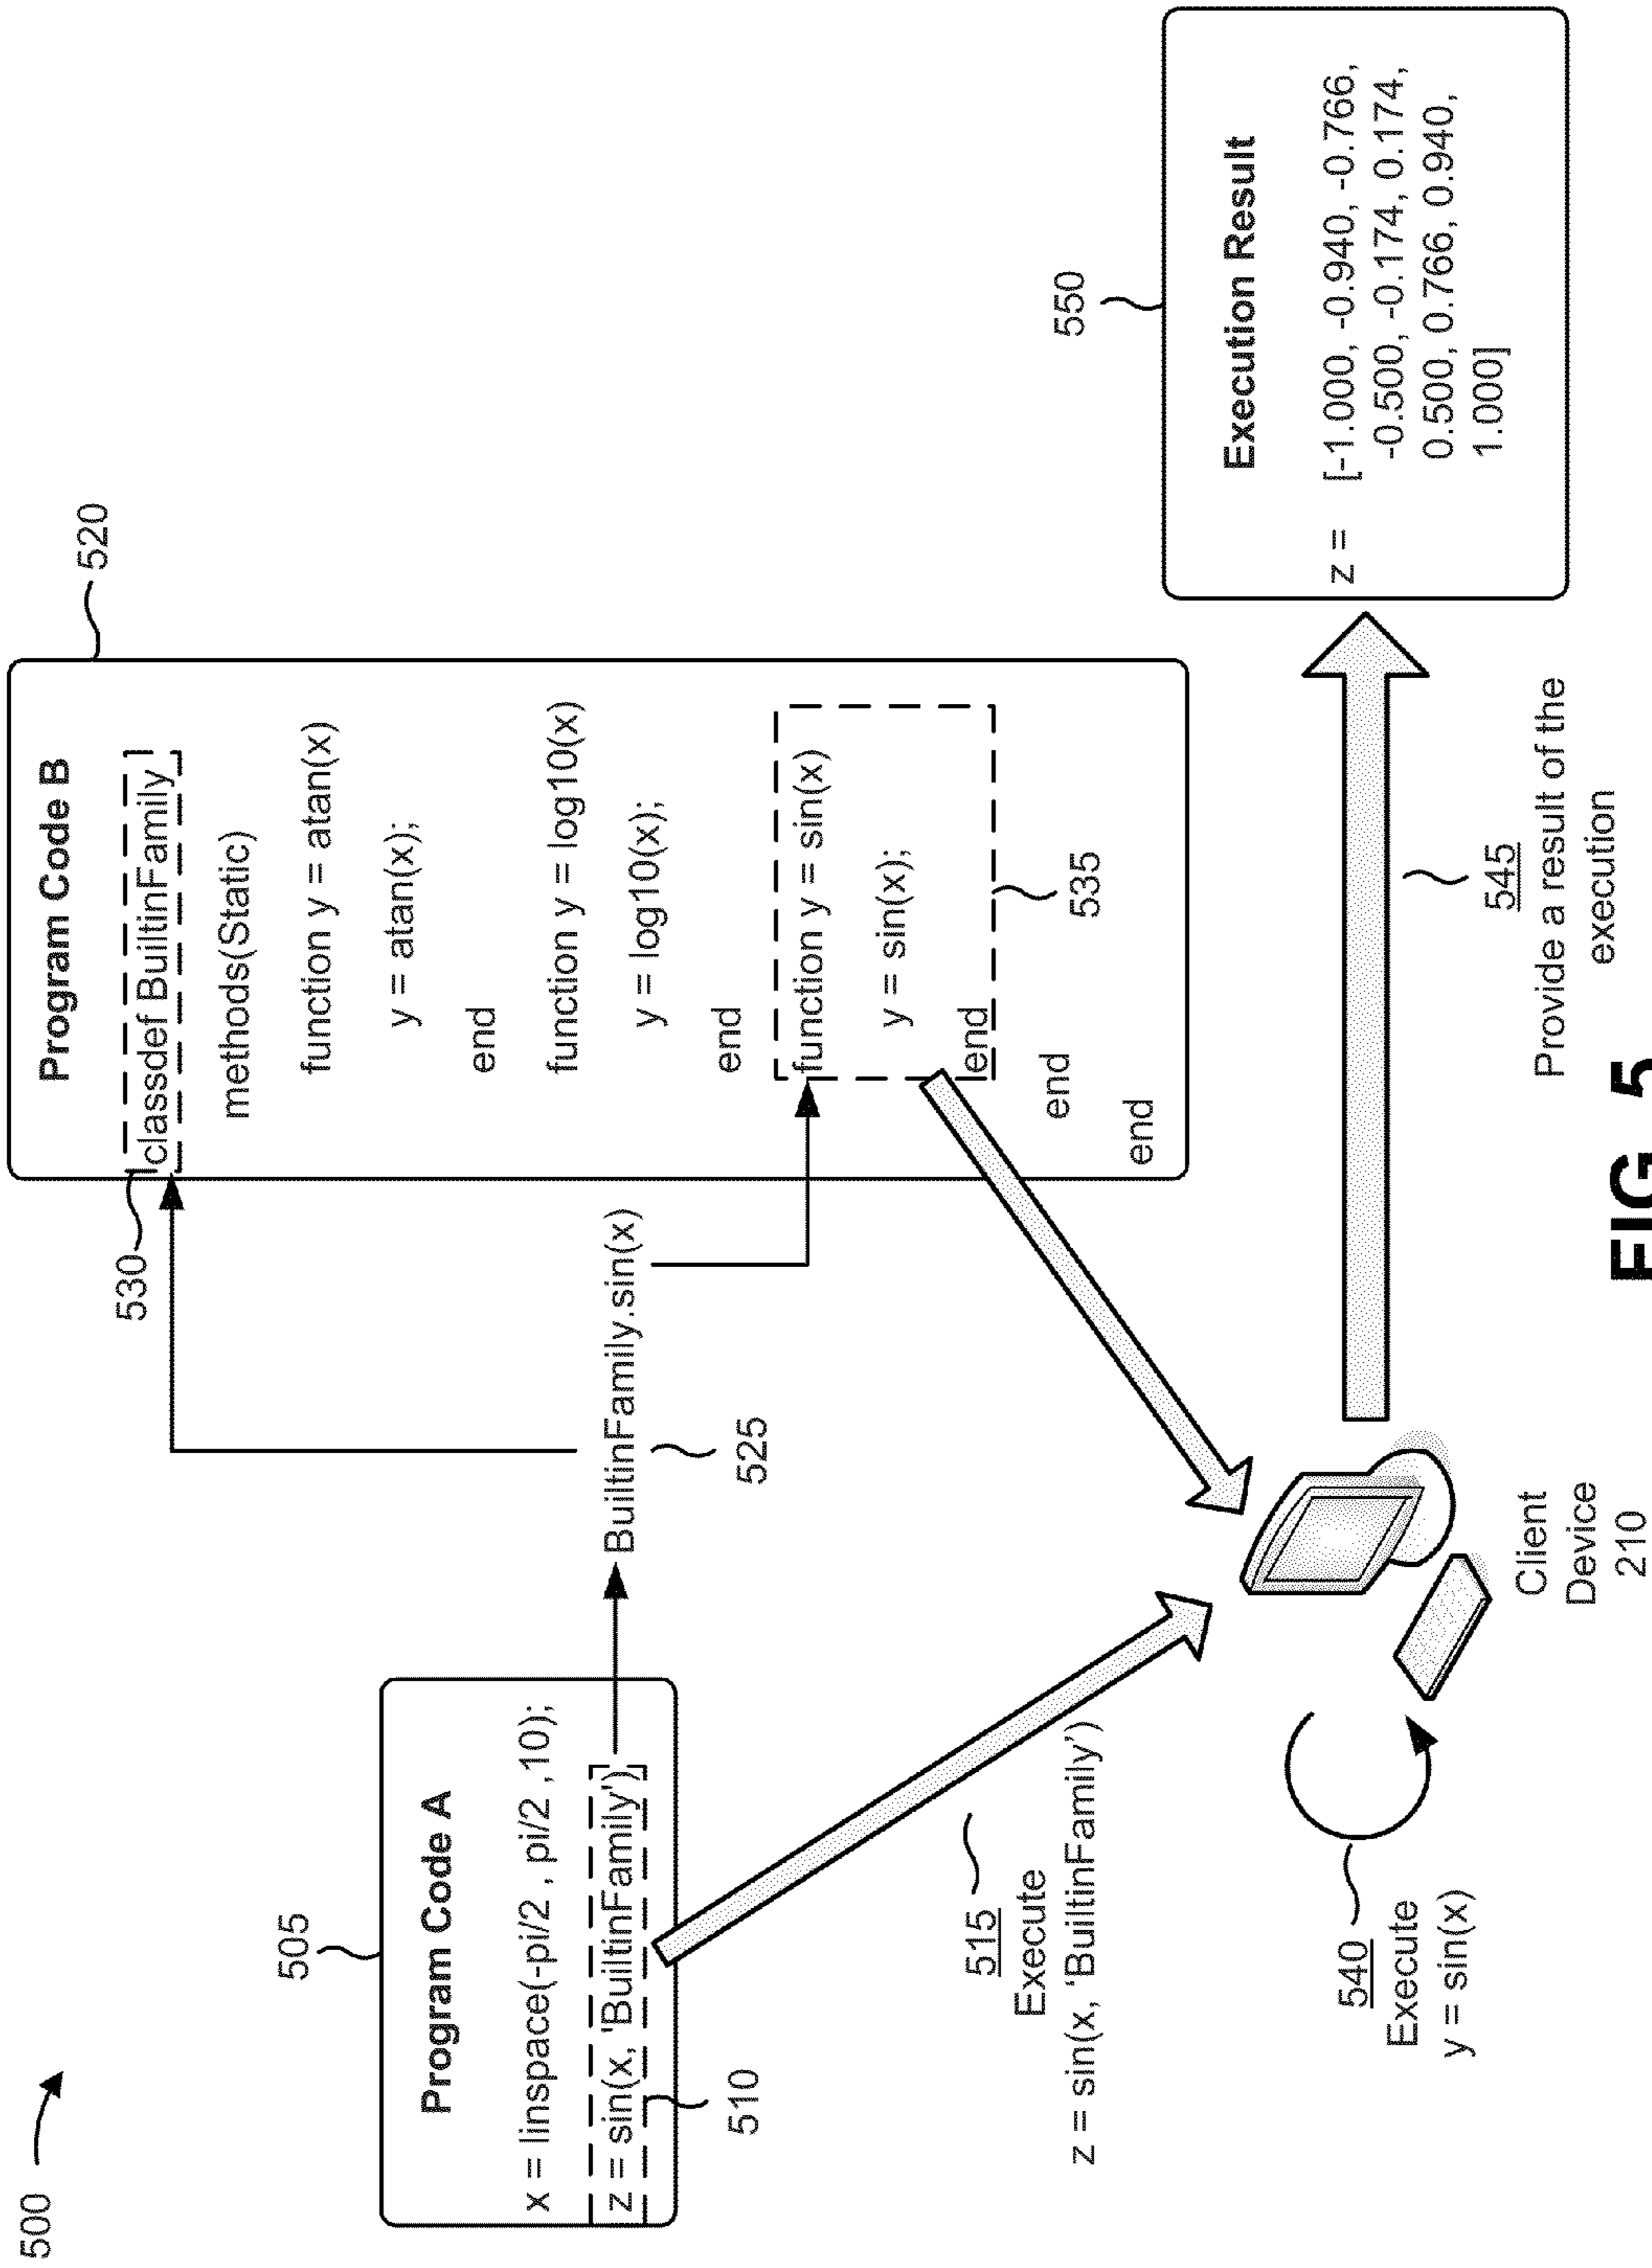 500
505
Program Code A
x = linspace(-pi/2 , pi/2 ,10);
z = sin(x, 'BuiltinFamily')
510
BuiltinFamily.sin(x)
525
530
520
Program Code B
classdef BuiltinFamily
methods(Static)
function y = atan(x)
y = atan(x);
end
function y = log10(x)
y = log10(x);
end
function y = sin(x)
y = sin(x);
end
535
end
end
515
Execute
z = sin(x, 'BuiltinFamily')
540
Execute
y = sin(x)
Client
Device
210
545
Provide a result of the
execution
550
Execution Result
z = [-1.000, -0.940, -0.766,
-0.500, -0.174, 0.174,
0.500, 0.766, 0.940,
1.000]
FIG. 5